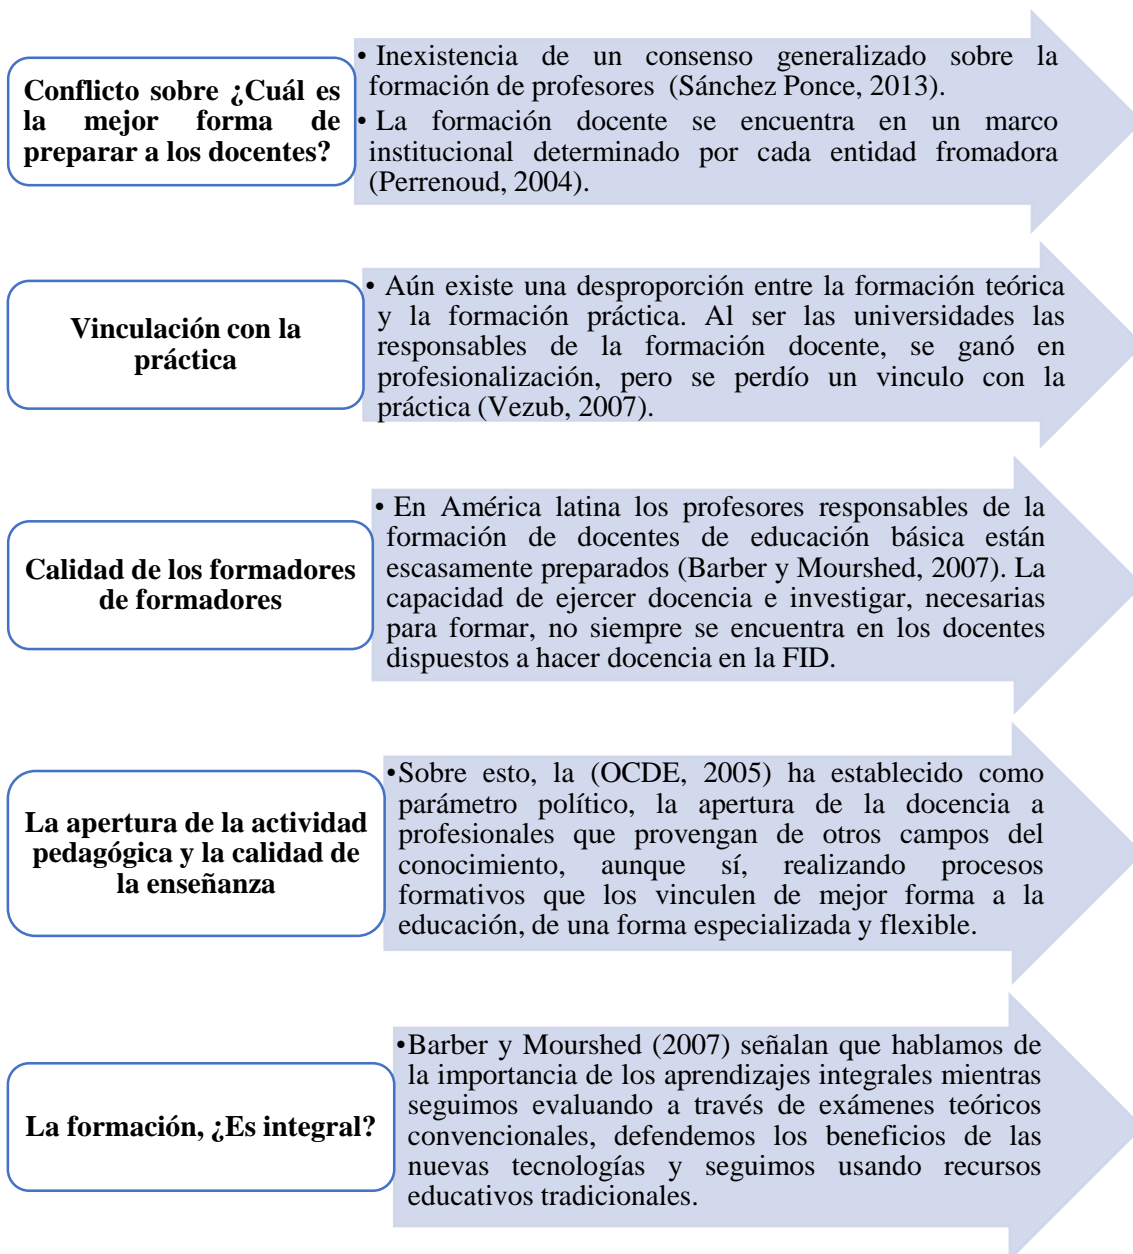 Conflicto sobre ¿Cuál es
la mejor forma de
preparar a los docentes?
• Inexistencia de un consenso generalizado sobre la
formación de profesores (Sánchez Ponce, 2013).
• La formación docente se encuentra en un marco
institucional determinado por cada entidad fromadora
(Perrenoud, 2004).
Vinculación con la
práctica
• Aún existe una desproporción entre la formación teórica
y la formación práctica. Al ser las universidades las
responsables de la formación docente, se ganó en
profesionalización, pero se perdío un vinculo con la
práctica (Vezub, 2007).
Calidad de los formadores
de formadores
• En América latina los profesores responsables de la
formación de docentes de educación básica están
escasamente preparados (Barber y Mourshed, 2007). La
capacidad de ejercer docencia e investigar, necesarias
para formar, no siempre se encuentra en los docentes
dispuestos a hacer docencia en la FID.
La apertura de la actividad
pedagógica y la calidad de
la enseñanza
•Sobre esto, la (OCDE, 2005) ha establecido como
parámetro político, la apertura de la docencia a
profesionales que provengan de otros campos del
conocimiento, aunque sí, realizando procesos
formativos que los vinculen de mejor forma a la
educación, de una forma especializada y flexible.
La formación, ¿Es integral?
•Barber y Mourshed (2007) señalan que hablamos de
la importancia de los aprendizajes integrales mientras
seguimos evaluando a través de exámenes teóricos
convencionales, defendemos los beneficios de las
nuevas tecnologías y seguimos usando recursos
educativos tradicionales.